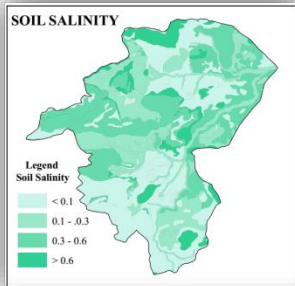 SOIL SALINITY
Legend
Soil Salinity
< 0.1
0.1 - .0.3
0.3 - 0.6
> 0.6